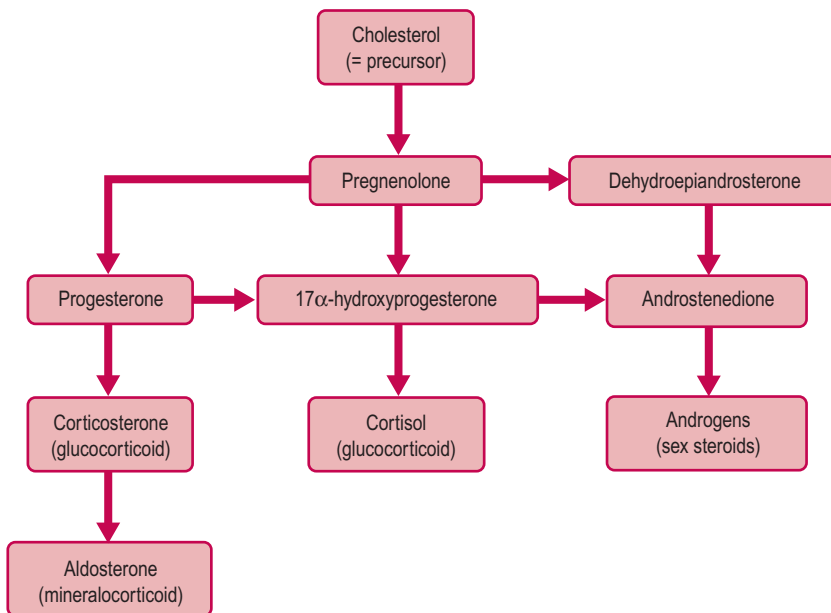 Cholesterol
(= precursor)
Pregnenolone
Dehydroepiandrosterone
Progesterone
17α-hydroxyprogesterone
Androstenedione
Corticosterone
(glucocorticoid)
Cortisol
(glucocorticoid)
Androgens
(sex steroids)
Aldosterone
(mineralocorticoid)